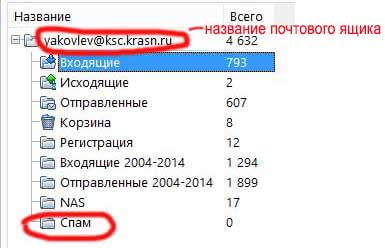 Название Всего
yakovlev@ksc.krasn.ru 4 632 название почтового ящика
Входящие 793
Исходящие 2
Отправленные 607
Корзина 8
Регистрация 12
Входящие 2004-2014 1 294
Отправленные 2004-2014 1 899
NAS 17
Спам 0